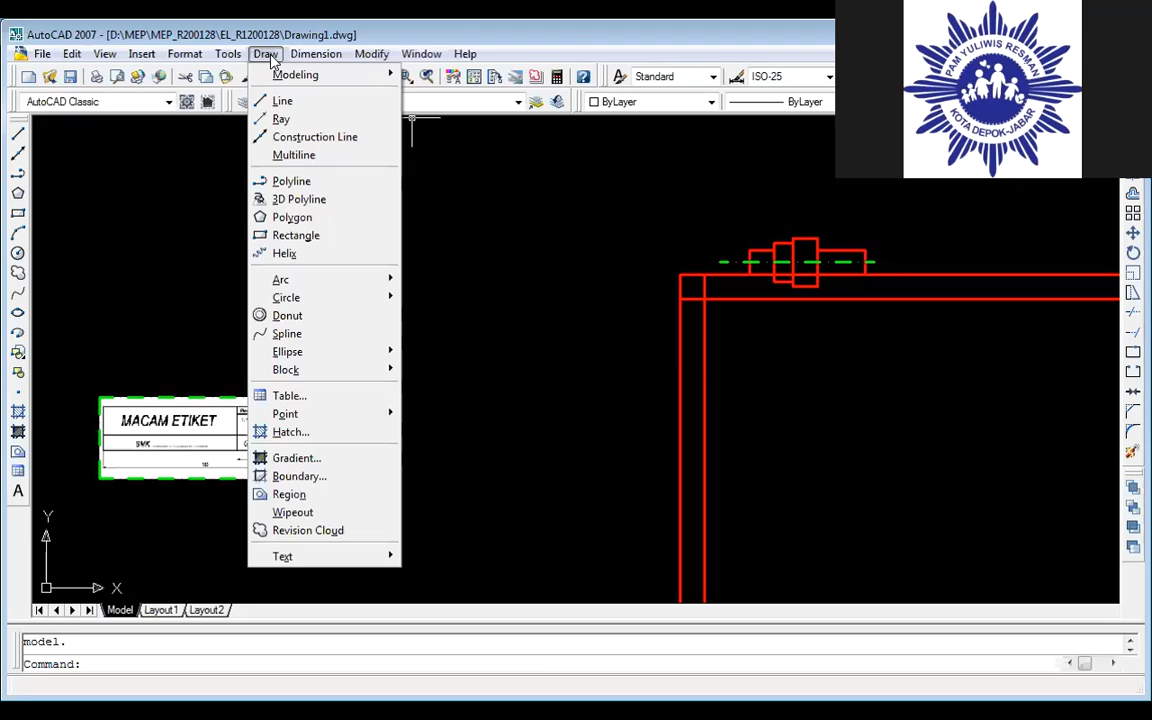 AutoCAD 2007 - [D:\MEP\MEP_R200128\EL_R1200128\Drawing1.dwg]
File Edit View Insert Format Tools Draw Dimension Modify Window Help
Standard ISO-25
AutoCAD Classic ByLayer ByLayer
Modeling
Line
Ray
Construction Line
Multiline
Polyline
3D Polyline
Polygon
Rectangle
Helix
Arc
Circle
Donut
Spline
Ellipse
Block
Table...
Point
Hatch...
Gradient...
Boundary...
Region
Wipeout
Revision Cloud
Text
PAM YULIWIS RESMAN
KOTA DEPOK-JABAR
MACAM ETIKET
SMK
A
Y
X
Model Layout1 Layout2
model.
Command: